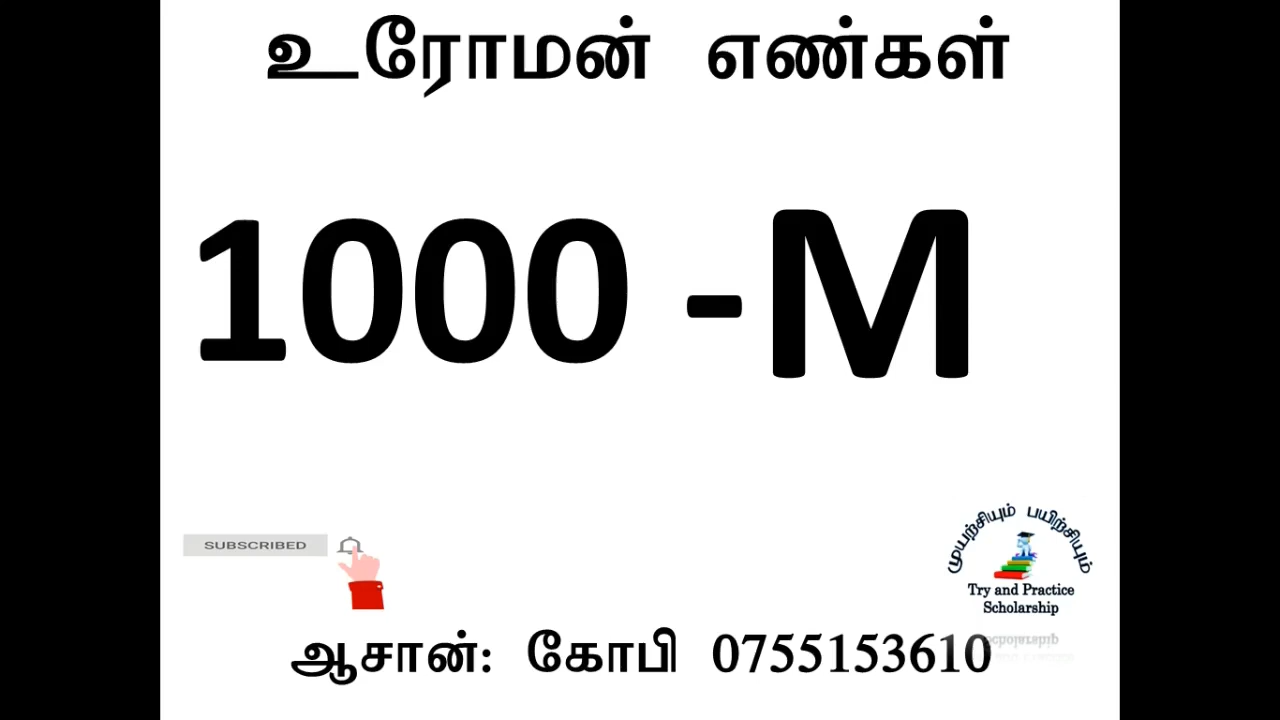 உரோமன் எண்கள்
1000 -M
SUBSCRIBED
முயற்சியும் பயிற்சியும்
Try and Practice
Scholarship
ஆசான்: கோபி 0755153610